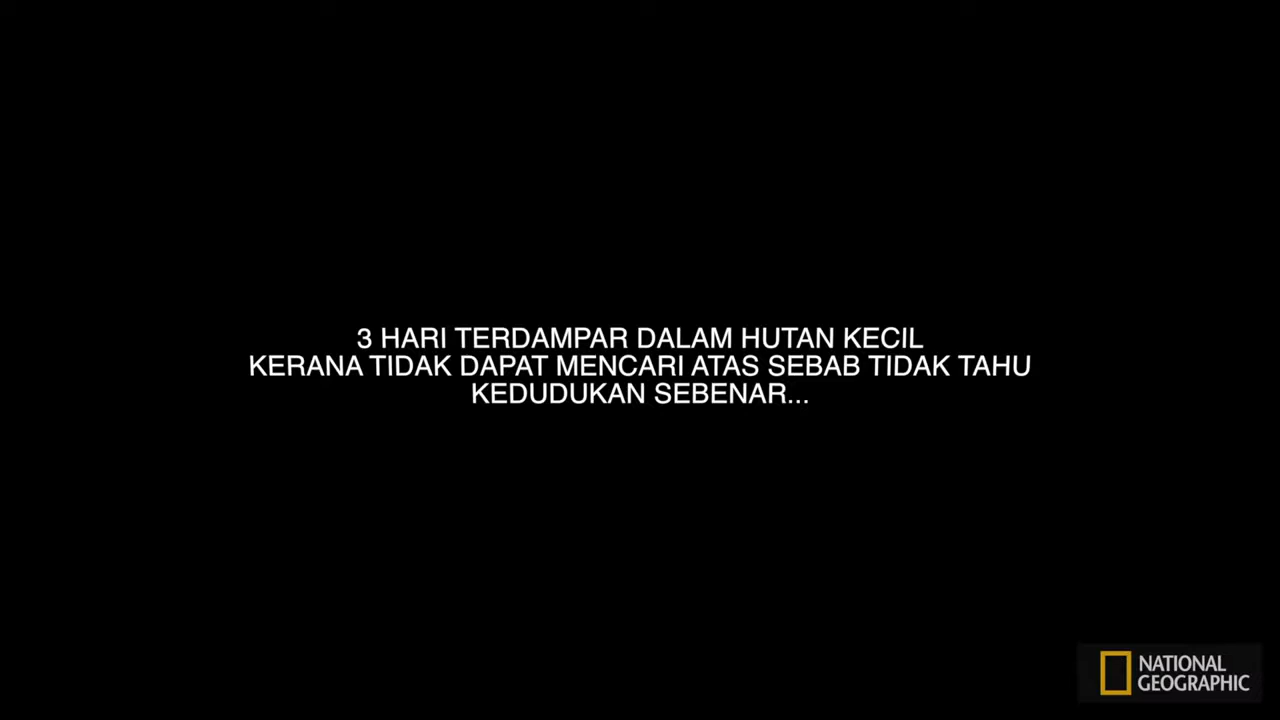 3 HARI TERDAMPAR DALAM HUTAN KECIL
KERANA TIDAK DAPAT MENCARI ATAS SEBAB TIDAK TAHU
KEDUDUKAN SEBENAR...
NATIONAL
GEOGRAPHIC